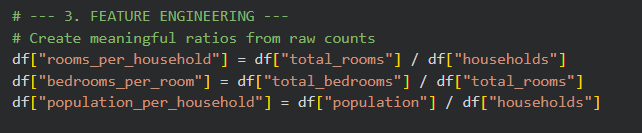 # --- 3. FEATURE ENGINEERING ---
# Create meaningful ratios from raw counts
df["rooms_per_household"] = df["total_rooms"] / df["households"]
df["bedrooms_per_room"] = df["total_bedrooms"] / df["total_rooms"]
df["population_per_household"] = df["population"] / df["households"]